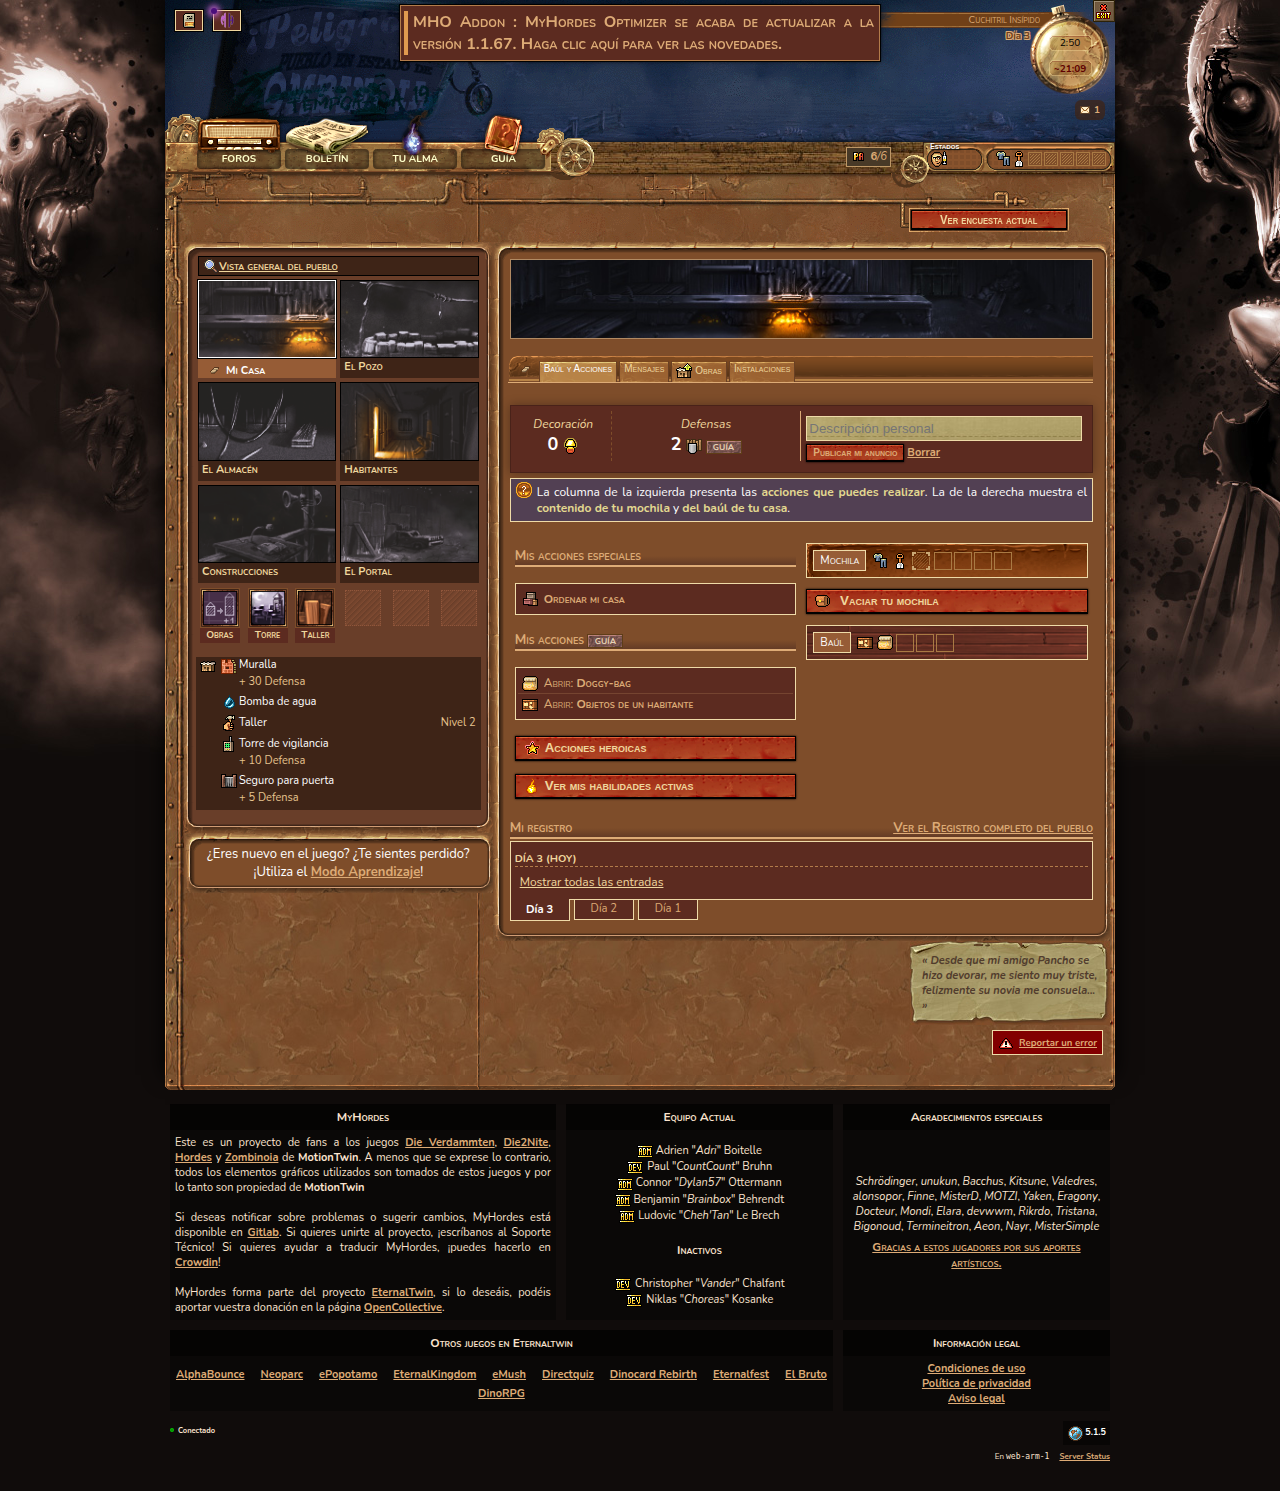 MHO Addon : MyHordes Optimizer se acaba de actualizar a la
versión 1.1.67. Haga clic aquí para ver las novedades.
Cuchitril Insípido
Día 3
EXIT
2:50
~21:09
1
FOROS
BOLETÍN
TU ALMA
GUÍA
PA 6/6
Estados
Ver encuesta actual
Vista general del pueblo
Mi Casa
El Pozo
El Almacén
Habitantes
Construcciones
El Portal
Obras
Torre
Taller
Muralla
+ 30 Defensa
Bomba de agua
Taller
Nivel 2
Torre de vigilancia
+ 10 Defensa
Seguro para puerta
+ 5 Defensa
¿Eres nuevo en el juego? ¿Te sientes perdido?
¡Utiliza el Modo Aprendizaje!
Baúl y Acciones
Mensajes
Obras
Instalaciones
Decoración
0
Defensas
2 GUÍA
Descripción personal
Publicar mi anuncio
Borrar
La columna de la izquierda presenta las acciones que puedes realizar. La de la derecha muestra el
contenido de tu mochila y del baúl de tu casa.
Mis acciones especiales
Ordenar mi casa
Mis acciones GUÍA
Abrir: Doggy-bag
Abrir: Objetos de un habitante
Acciones heroicas
Ver mis habilidades activas
Mochila
Vaciar tu mochila
Baúl
Mi registro
Ver el Registro completo del pueblo
DÍA 3 (HOY)
Mostrar todas las entradas
Día 3
Día 2
Día 1
« Desde que mi amigo Pancho se
hizo devorar, me siento muy triste,
felizmente su novia me consuela...
»
Reportar un error
MyHordes
Este es un proyecto de fans a los juegos Die Verdammten, Die2Nite,
Hordes y Zombinoia de MotionTwin. A menos que se exprese lo contrario,
todos los elementos gráficos utilizados son tomados de estos juegos y por
lo tanto son propiedad de MotionTwin
Si deseas notificar sobre problemas o sugerir cambios, MyHordes está
disponible en Gitlab. Si quieres unirte al proyecto, ¡escríbanos al Soporte
Técnico! Si quieres ayudar a traducir MyHordes, ¡puedes hacerlo en
Crowdin!
MyHordes forma parte del proyecto EternalTwin, si lo deseáis, podéis
aportar vuestra donación en la página OpenCollective.
Equipo Actual
ADM Adrien "Adri" Boitelle
DEV Paul "CountCount" Bruhn
ADM Connor "Dylan57" Ottermann
ADM Benjamin "Brainbox" Behrendt
ADM Ludovic "Cheh'Tan" Le Brech
Inactivos
DEV Christopher "Vander" Chalfant
DEV Niklas "Choreas" Kosanke
Agradecimientos especiales
Schrödinger, unukun, Bacchus, Kitsune, Valedres,
alonsopor, Finne, MisterD, MOTZI, Yaken, Eragony,
Docteur, Mondi, Elara, devwwm, Rikrdo, Tristana,
Bigonoud, Termineitron, Aeon, Nayr, MisterSimple
Gracias a estos jugadores por sus aportes
artísticos.
Otros juegos en Eternaltwin
AlphaBounce Neoparc ePopotamo EternalKingdom eMush Directquiz Dinocard Rebirth Eternalfest El Bruto
DinoRPG
Información legal
Condiciones de uso
Política de privacidad
Aviso legal
Conectado
5.1.5
En web-arm-1 Server Status